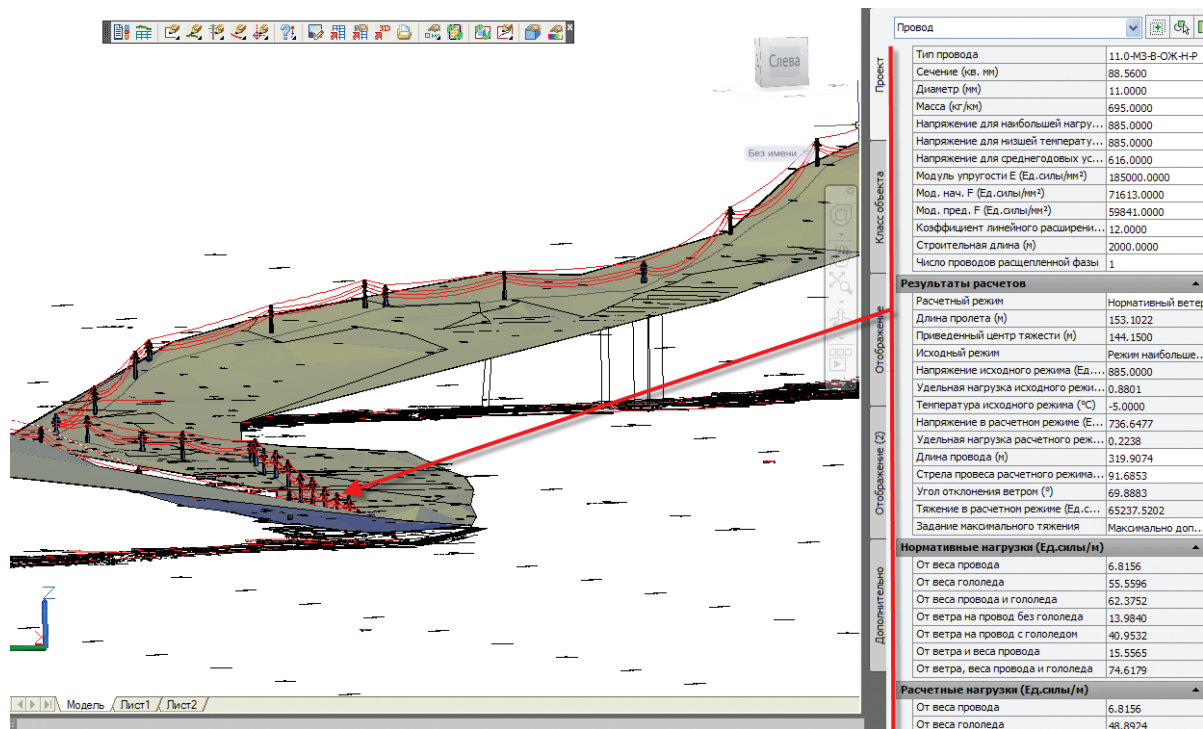 Провод
Слева
Без имени
Проект
Класс объекта
Отображение
Отображение (2)
Дополнительно
Тип провода 11.0-МЗ-В-ОЖ-Н-Р
Сечение (кв. мм) 88.5600
Диаметр (мм) 11.0000
Масса (кг/км) 695.0000
Напряжение для наибольшей нагру... 885.0000
Напряжение для низшей температу... 885.0000
Напряжение для среднегодовых ус... 616.0000
Модуль упругости E (Ед.силы/мм²) 185000.0000
Мод. нач. F (Ед.силы/мм²) 71613.0000
Мод. пред. F (Ед.силы/мм²) 59841.0000
Коэффициент линейного расширени... 12.0000
Строительная длина (м) 2000.0000
Число проводов расщепленной фазы 1
Результаты расчетов
Расчетный режим Нормативный ветер
Длина пролета (м) 153.1022
Приведенный центр тяжести (м) 144.1500
Исходный режим Режим наибольше...
Напряжение исходного режима (Ед.... 885.0000
Удельная нагрузка исходного режи... 0.8801
Температура исходного режима (°C) -5.0000
Напряжение в расчетном режиме (Е... 736.6477
Удельная нагрузка расчетного реж... 0.2238
Длина провода (м) 319.9074
Стрела провеса расчетного режима... 91.6853
Угол отклонения ветром (°) 69.8883
Тяжение в расчетном режиме (Ед.с... 65237.5202
Задание максимального тяжения Максимально доп...
Нормативные нагрузки (Ед.силы/м)
От веса провода 6.8156
От веса гололеда 55.5596
От веса провода и гололеда 62.3752
От ветра на провод без гололеда 13.9840
От ветра на провод с гололедом 40.9532
От ветра и веса провода 15.5565
От ветра, веса провода и гололеда 74.6179
Расчетные нагрузки (Ед.силы/м)
От веса провода 6.8156
От веса гололеда 48.8924
Z
Модель Лист1 Лист2